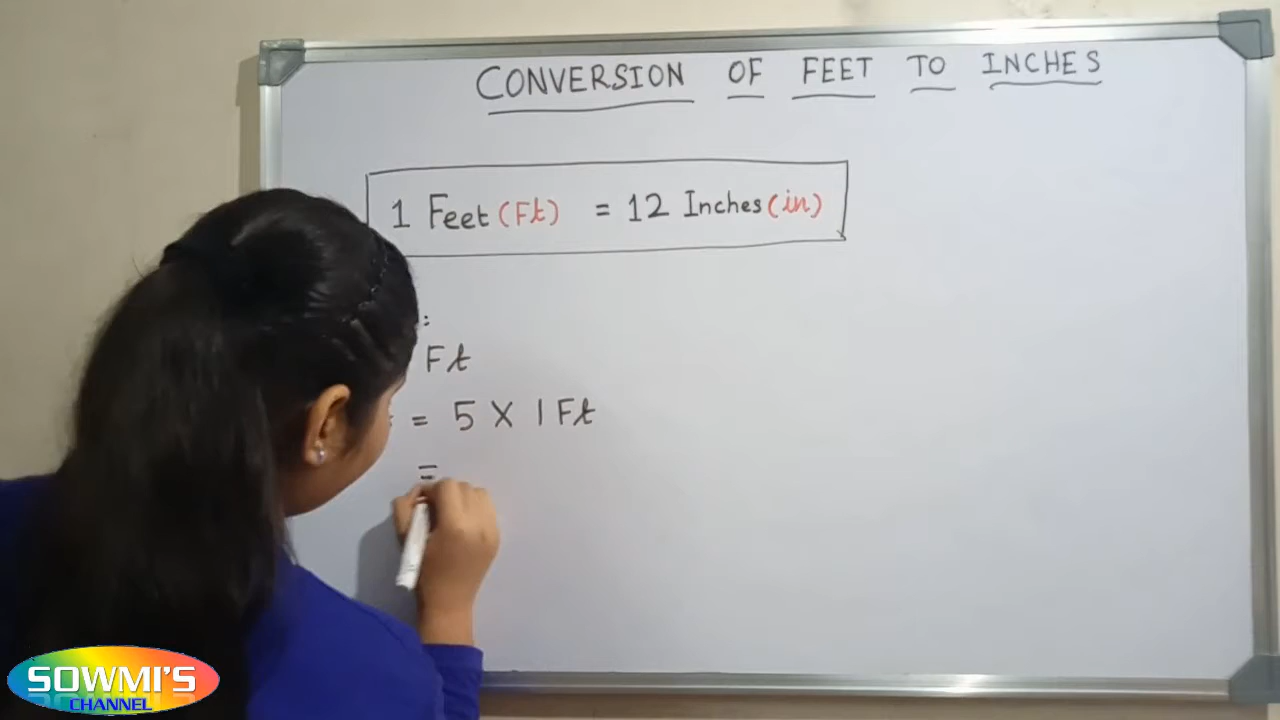 CONVERSION OF FEET TO INCHES
1 Feet (Ft) = 12 Inches (in)
:
Ft
= 5 X 1 Ft
=
SOWMI'S
CHANNEL